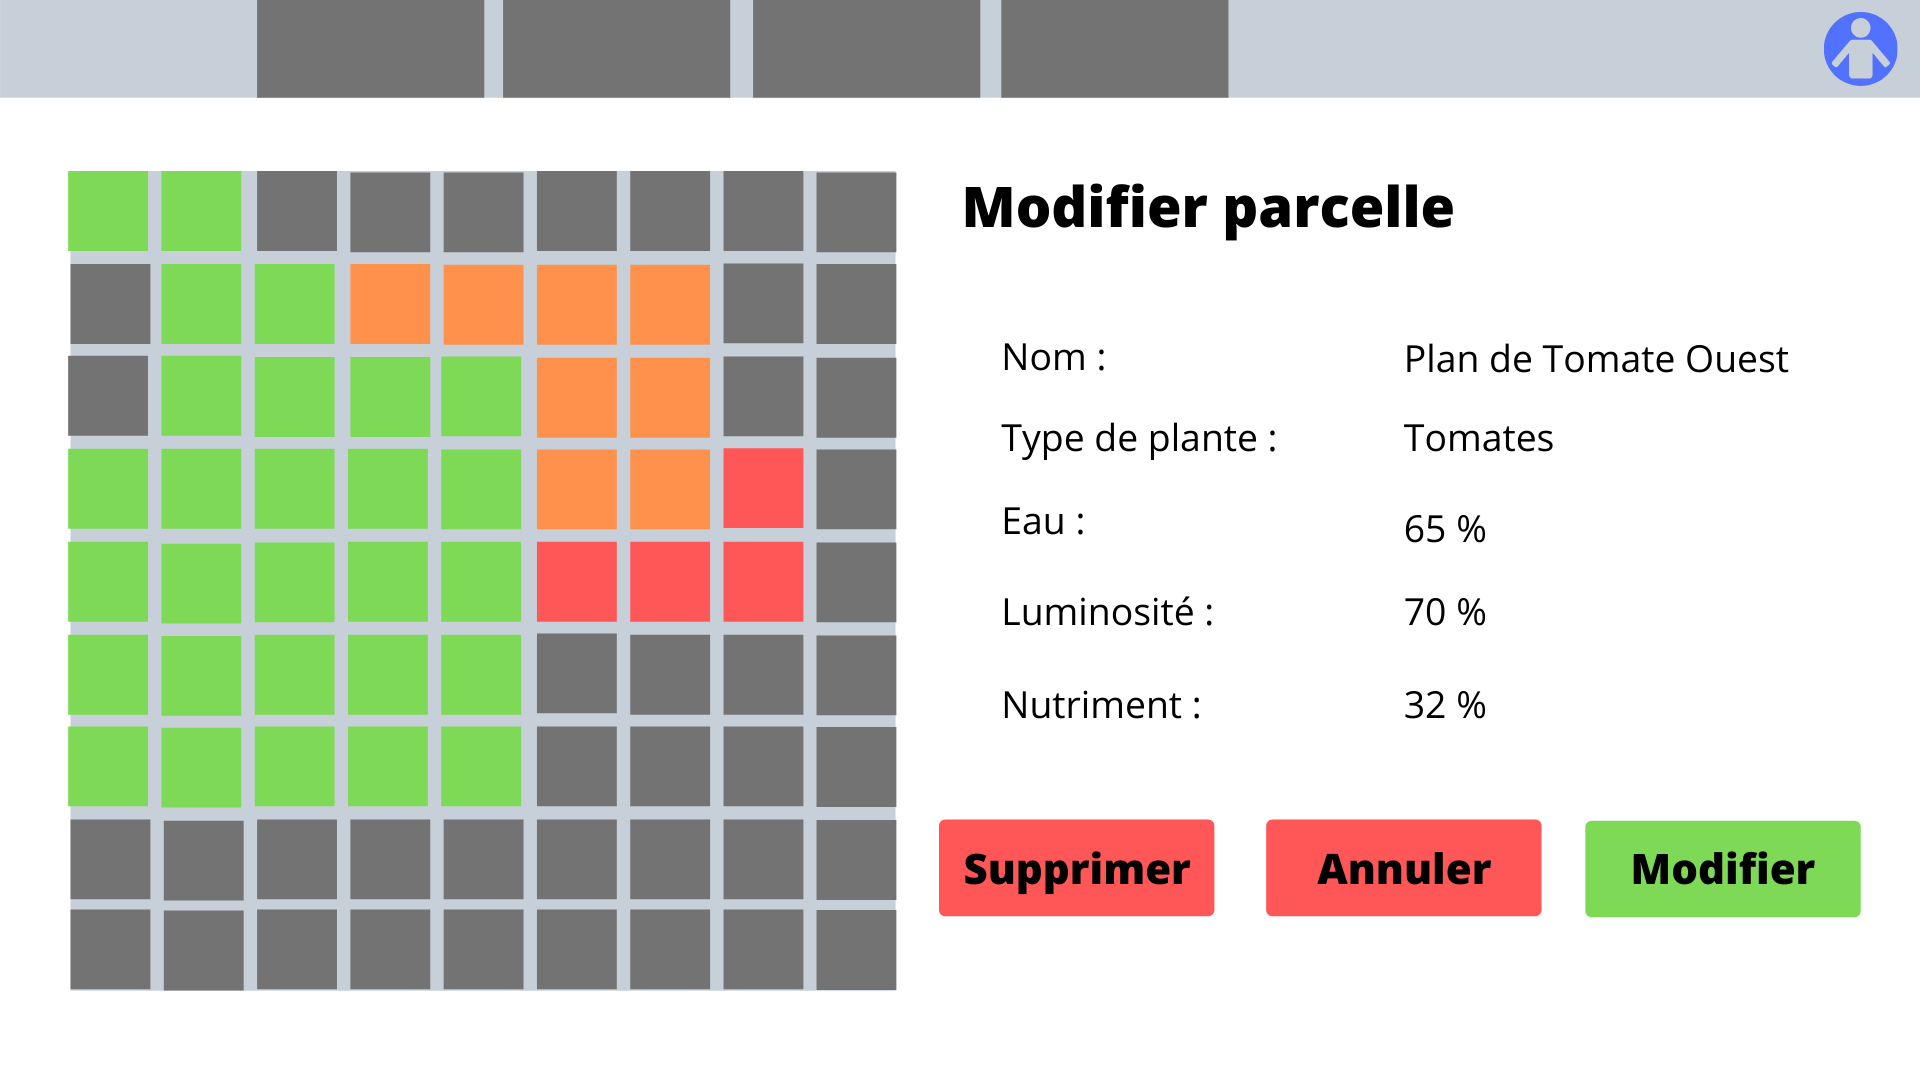 Modifier parcelle
Nom : Plan de Tomate Ouest
Type de plante : Tomates
Eau : 65 %
Luminosité : 70 %
Nutriment : 32 %
Supprimer Annuler Modifier